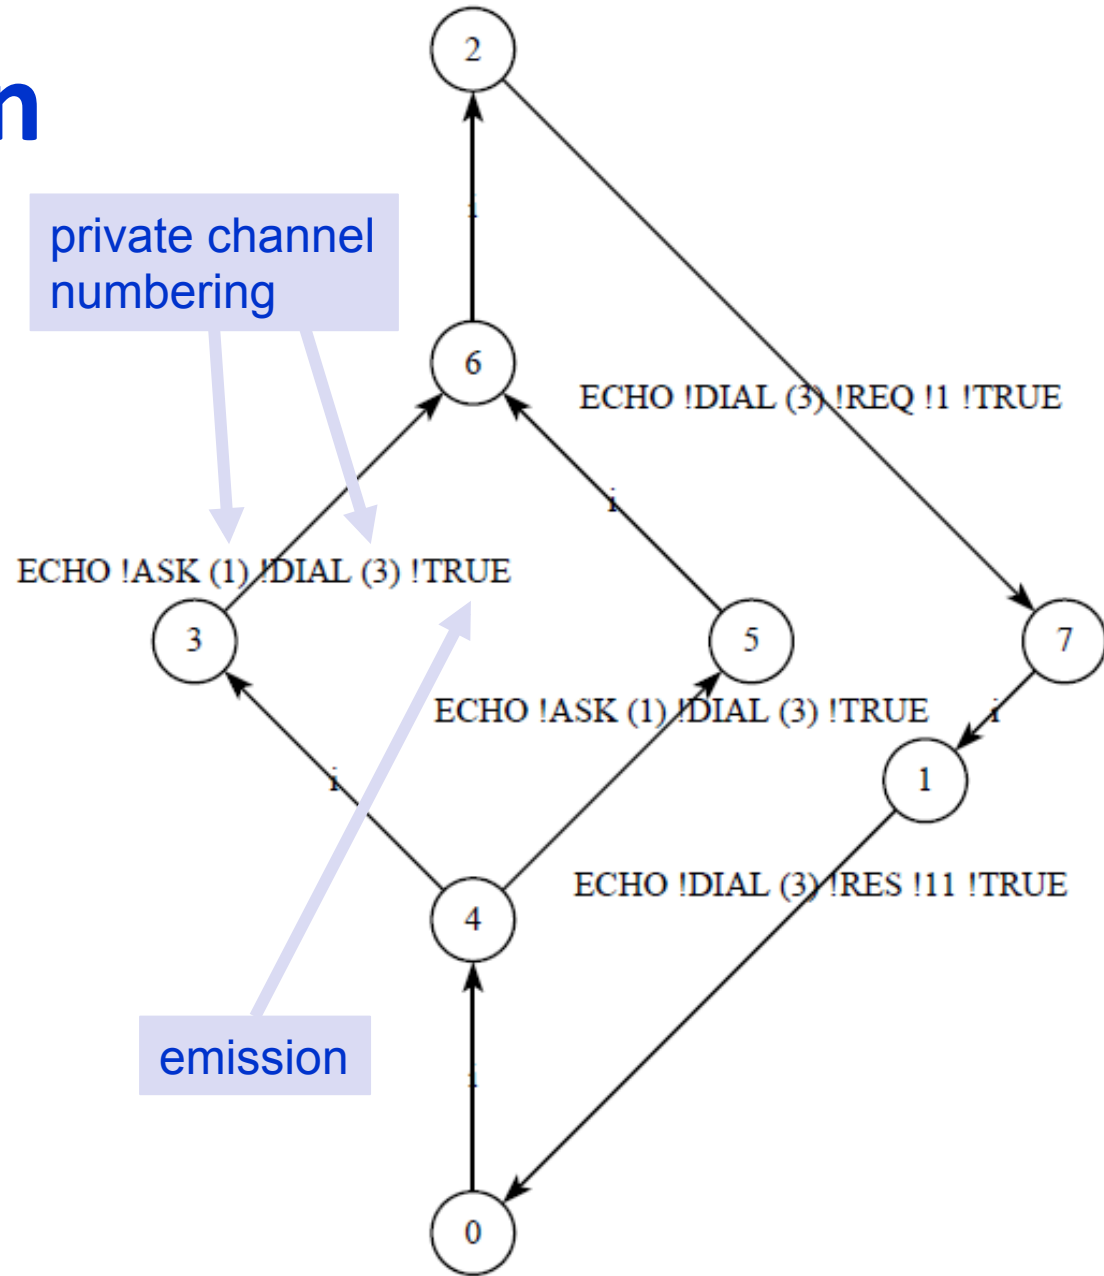 n
2
private channel
numbering
i
6
ECHO !DIAL (3) !REQ !1 !TRUE
i
ECHO !ASK (1) !DIAL (3) !TRUE
3
5
7
ECHO !ASK (1) !DIAL (3) !TRUE
i
i
1
ECHO !DIAL (3) !RES !11 !TRUE
4
emission
i
0